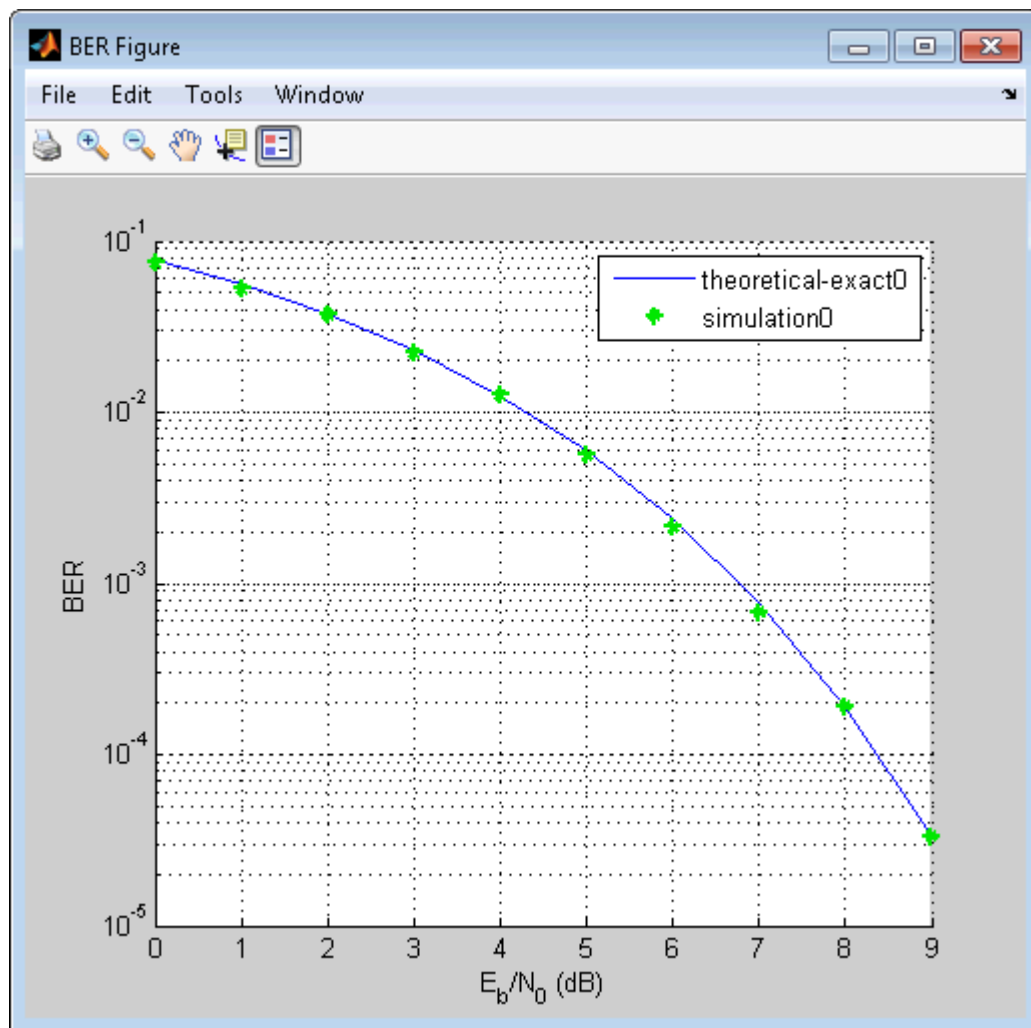 BER Figure
File Edit Tools Window
theoretical-exact0
simulation0
10^-1
10^-2
10^-3
10^-4
10^-5
BER
0 1 2 3 4 5 6 7 8 9
E_b/N_0 (dB)